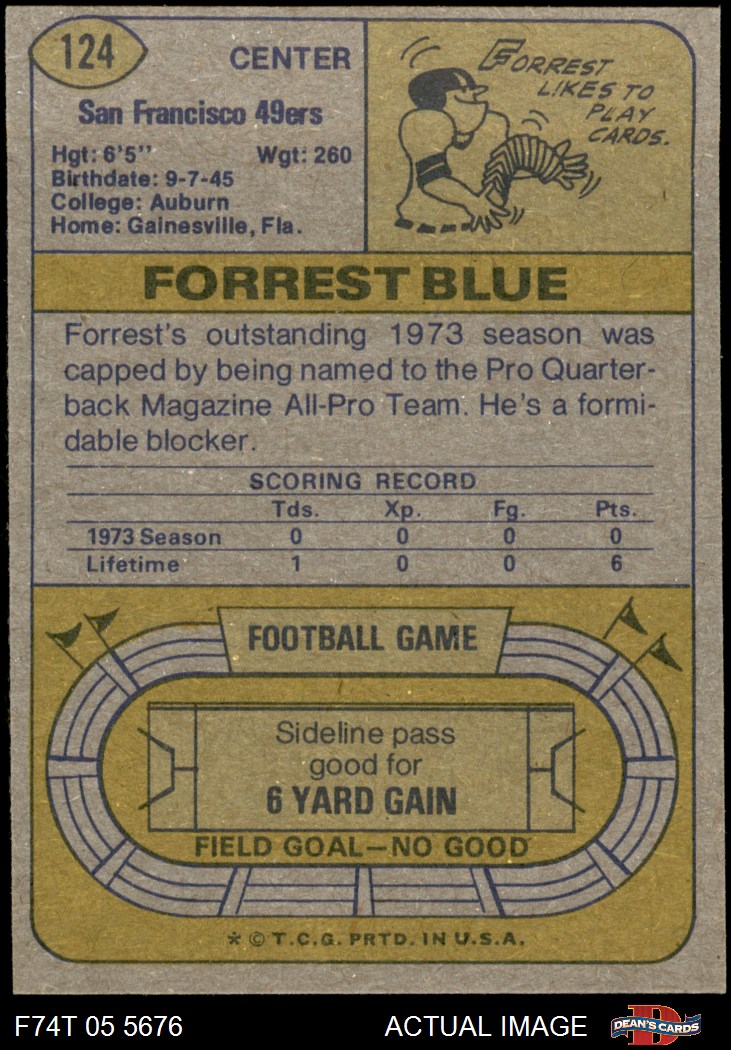 124
CENTER
San Francisco 49ers
Hgt: 6'5" Wgt: 260
Birthdate: 9-7-45
College: Auburn
Home: Gainesville, Fla.
FORREST
LIKES TO
PLAY
CARDS.
FORREST BLUE
Forrest's outstanding 1973 season was
capped by being named to the Pro Quarter-
back Magazine All-Pro Team. He's a formi-
dable blocker.
SCORING RECORD
Tds. Xp. Fg. Pts.
1973 Season 0 0 0 0
Lifetime 1 0 0 6
FOOTBALL GAME
Sideline pass
good for
6 YARD GAIN
FIELD GOAL—NO GOOD
* © T.C.G. PRTD. IN U.S.A.
F74T 05 5676 ACTUAL IMAGE
D
DEAN'S CARDS